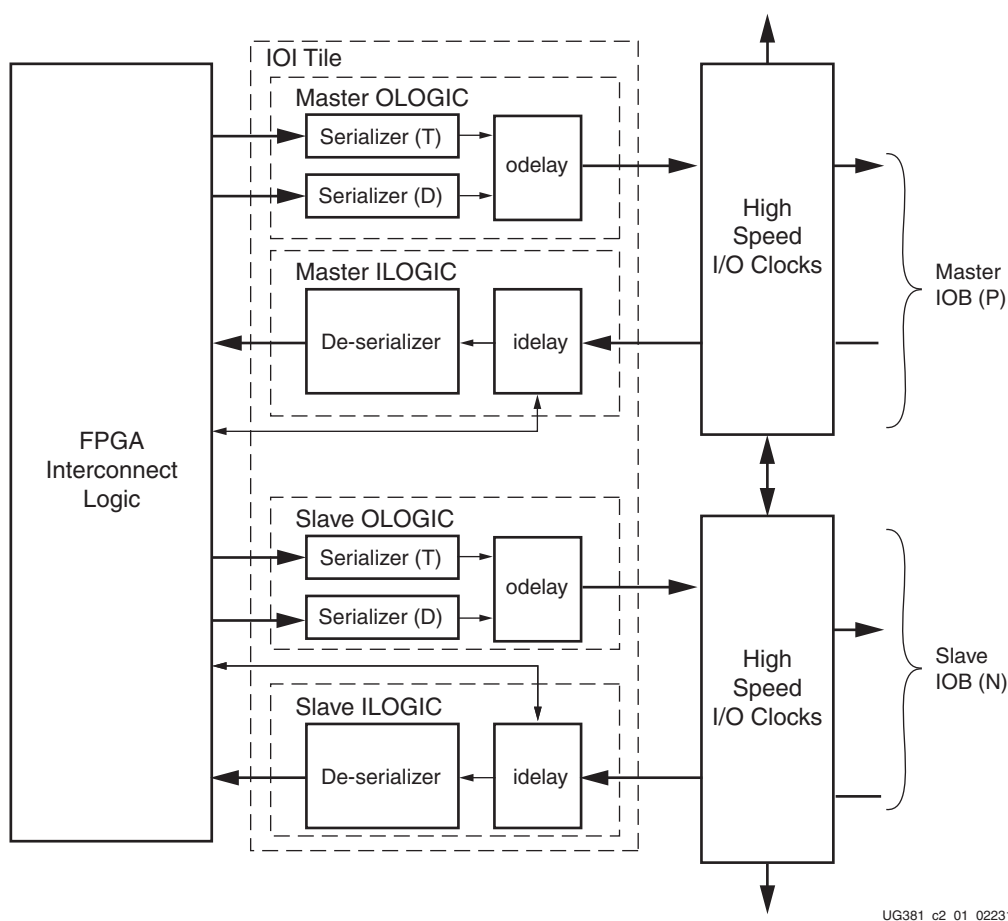 IOI Tile
Master OLOGIC
Serializer (T)
Serializer (D)
odelay
Master ILOGIC
De-serializer
idelay
FPGA
Interconnect
Logic
High
Speed
I/O Clocks
Master
IOB (P)
Slave OLOGIC
Serializer (T)
Serializer (D)
odelay
Slave ILOGIC
De-serializer
idelay
High
Speed
I/O Clocks
Slave
IOB (N)